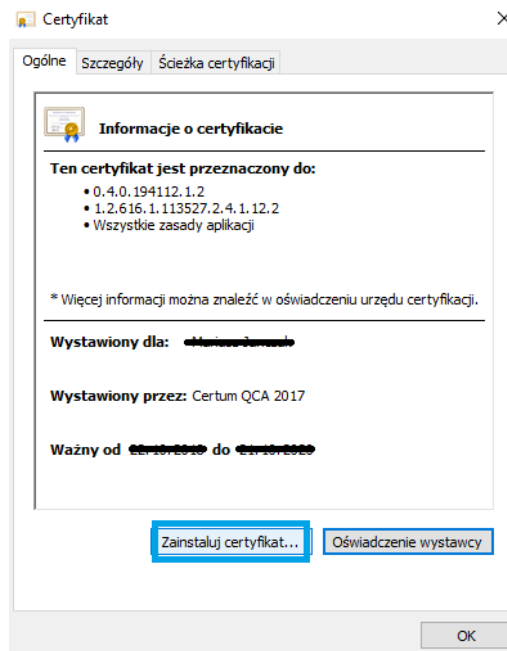 Certyfikat
Ogólne Szczegóły Ścieżka certyfikacji
Informacje o certyfikacie
Ten certyfikat jest przeznaczony do:
• 0.4.0.194112.1.2
• 1.2.616.1.113527.2.4.1.12.2
• Wszystkie zasady aplikacji
* Więcej informacji można znaleźć w oświadczeniu urzędu certyfikacji.
Wystawiony dla:
Wystawiony przez: Certum QCA 2017
Ważny od do
Zainstaluj certyfikat... Oświadczenie wystawcy
OK